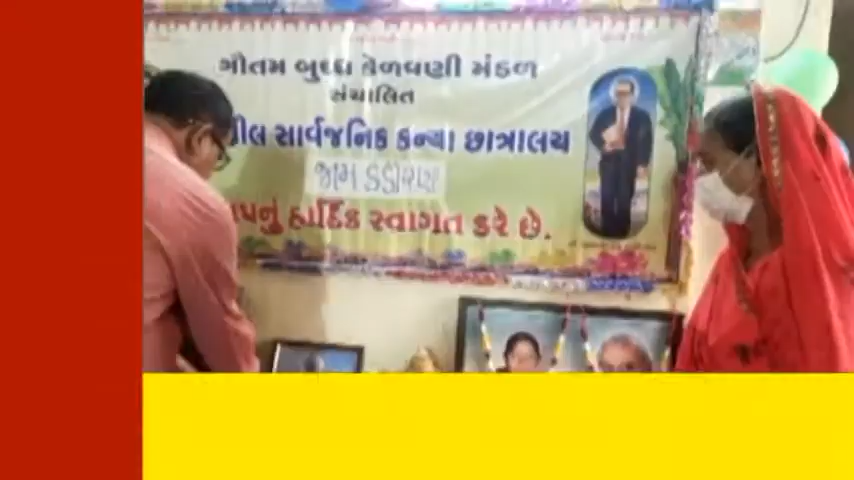 ગૌતમ બુધ્ધ કેળવણી મંડળ
સંચાલિત
સાર્વજનિક કન્યા છાત્રાલય
જામ કંડોરણા
હાર્દિક સ્વાગત કરે છે.